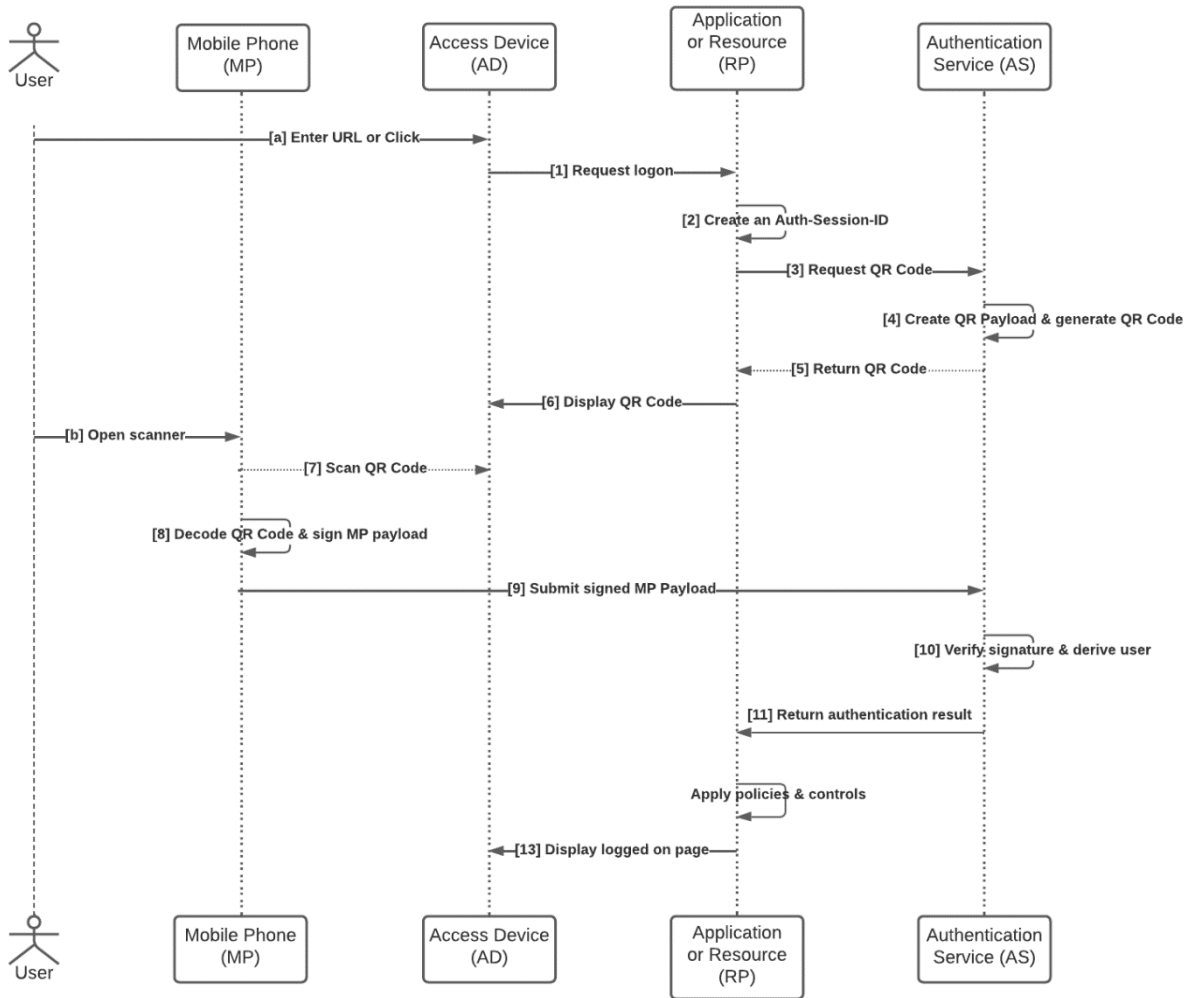 User
Mobile Phone
(MP)
Access Device
(AD)
Application
or Resource
(RP)
Authentication
Service (AS)
[a] Enter URL or Click
[1] Request logon
[2] Create an Auth-Session-ID
[3] Request QR Code
[4] Create QR Payload & generate QR Code
[5] Return QR Code
[6] Display QR Code
[b] Open scanner
[7] Scan QR Code
[8] Decode QR Code & sign MP payload
[9] Submit signed MP Payload
[10] Verify signature & derive user
[11] Return authentication result
Apply policies & controls
[13] Display logged on page
User
Mobile Phone
(MP)
Access Device
(AD)
Application
or Resource
(RP)
Authentication
Service (AS)